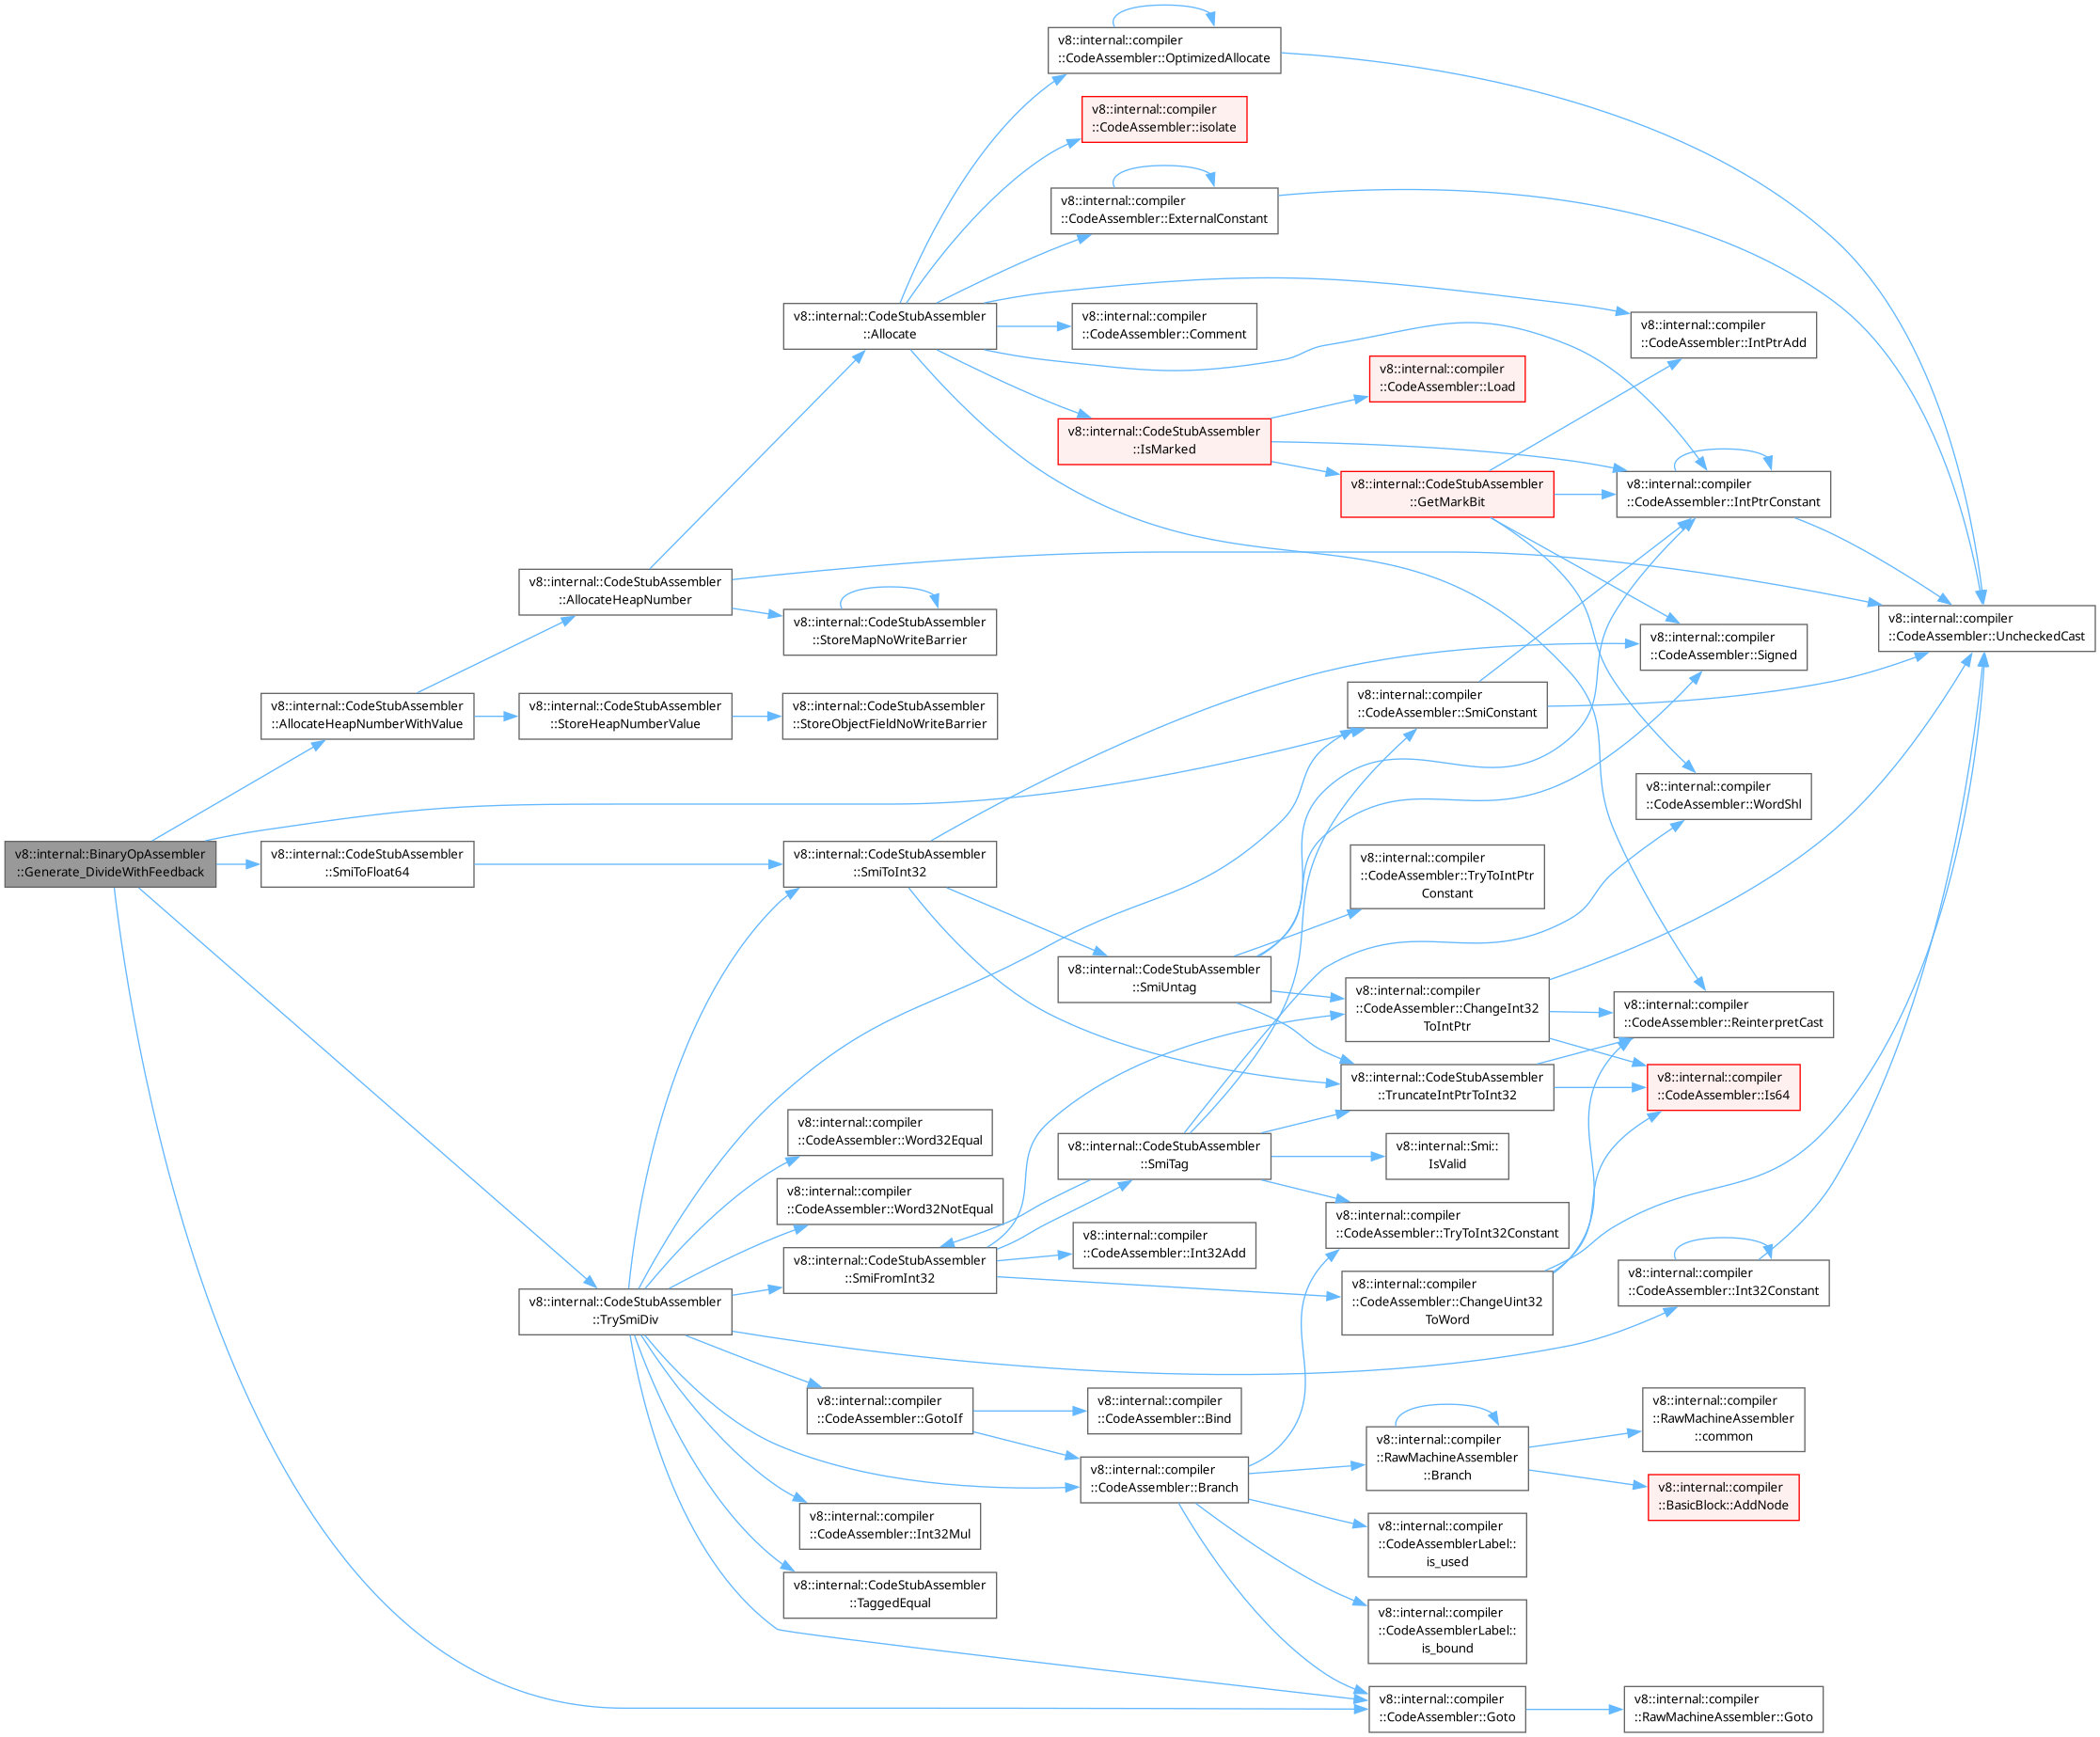 v8::internal::compiler
::CodeAssembler::OptimizedAllocate
v8::internal::compiler
::CodeAssembler::isolate
v8::internal::compiler
::CodeAssembler::ExternalConstant
v8::internal::CodeStubAssembler
::Allocate
v8::internal::compiler
::CodeAssembler::Comment
v8::internal::compiler
::CodeAssembler::IntPtrAdd
v8::internal::compiler
::CodeAssembler::Load
v8::internal::CodeStubAssembler
::IsMarked
v8::internal::CodeStubAssembler
::GetMarkBit
v8::internal::compiler
::CodeAssembler::IntPtrConstant
v8::internal::CodeStubAssembler
::AllocateHeapNumber
v8::internal::CodeStubAssembler
::StoreMapNoWriteBarrier
v8::internal::compiler
::CodeAssembler::UncheckedCast
v8::internal::compiler
::CodeAssembler::Signed
v8::internal::CodeStubAssembler
::AllocateHeapNumberWithValue
v8::internal::CodeStubAssembler
::StoreHeapNumberValue
v8::internal::CodeStubAssembler
::StoreObjectFieldNoWriteBarrier
v8::internal::compiler
::CodeAssembler::SmiConstant
v8::internal::compiler
::CodeAssembler::WordShl
v8::internal::BinaryOpAssembler
::Generate_DivideWithFeedback
v8::internal::CodeStubAssembler
::SmiToFloat64
v8::internal::CodeStubAssembler
::SmiToInt32
v8::internal::compiler
::CodeAssembler::TryToIntPtr
Constant
v8::internal::CodeStubAssembler
::SmiUntag
v8::internal::compiler
::CodeAssembler::ChangeInt32
ToIntPtr
v8::internal::compiler
::CodeAssembler::ReinterpretCast
v8::internal::CodeStubAssembler
::TruncateIntPtrToInt32
v8::internal::compiler
::CodeAssembler::Is64
v8::internal::compiler
::CodeAssembler::Word32Equal
v8::internal::CodeStubAssembler
::SmiTag
v8::internal::Smi::
IsValid
v8::internal::compiler
::CodeAssembler::Word32NotEqual
v8::internal::compiler
::CodeAssembler::TryToInt32Constant
v8::internal::CodeStubAssembler
::SmiFromInt32
v8::internal::compiler
::CodeAssembler::Int32Add
v8::internal::compiler
::CodeAssembler::ChangeUint32
ToWord
v8::internal::compiler
::CodeAssembler::Int32Constant
v8::internal::CodeStubAssembler
::TrySmiDiv
v8::internal::compiler
::CodeAssembler::GotoIf
v8::internal::compiler
::CodeAssembler::Bind
v8::internal::compiler
::RawMachineAssembler
::Branch
v8::internal::compiler
::RawMachineAssembler
::common
v8::internal::compiler
::CodeAssembler::Branch
v8::internal::compiler
::BasicBlock::AddNode
v8::internal::compiler
::CodeAssembler::Int32Mul
v8::internal::compiler
::CodeAssemblerLabel::
is_used
v8::internal::CodeStubAssembler
::TaggedEqual
v8::internal::compiler
::CodeAssemblerLabel::
is_bound
v8::internal::compiler
::CodeAssembler::Goto
v8::internal::compiler
::RawMachineAssembler::Goto